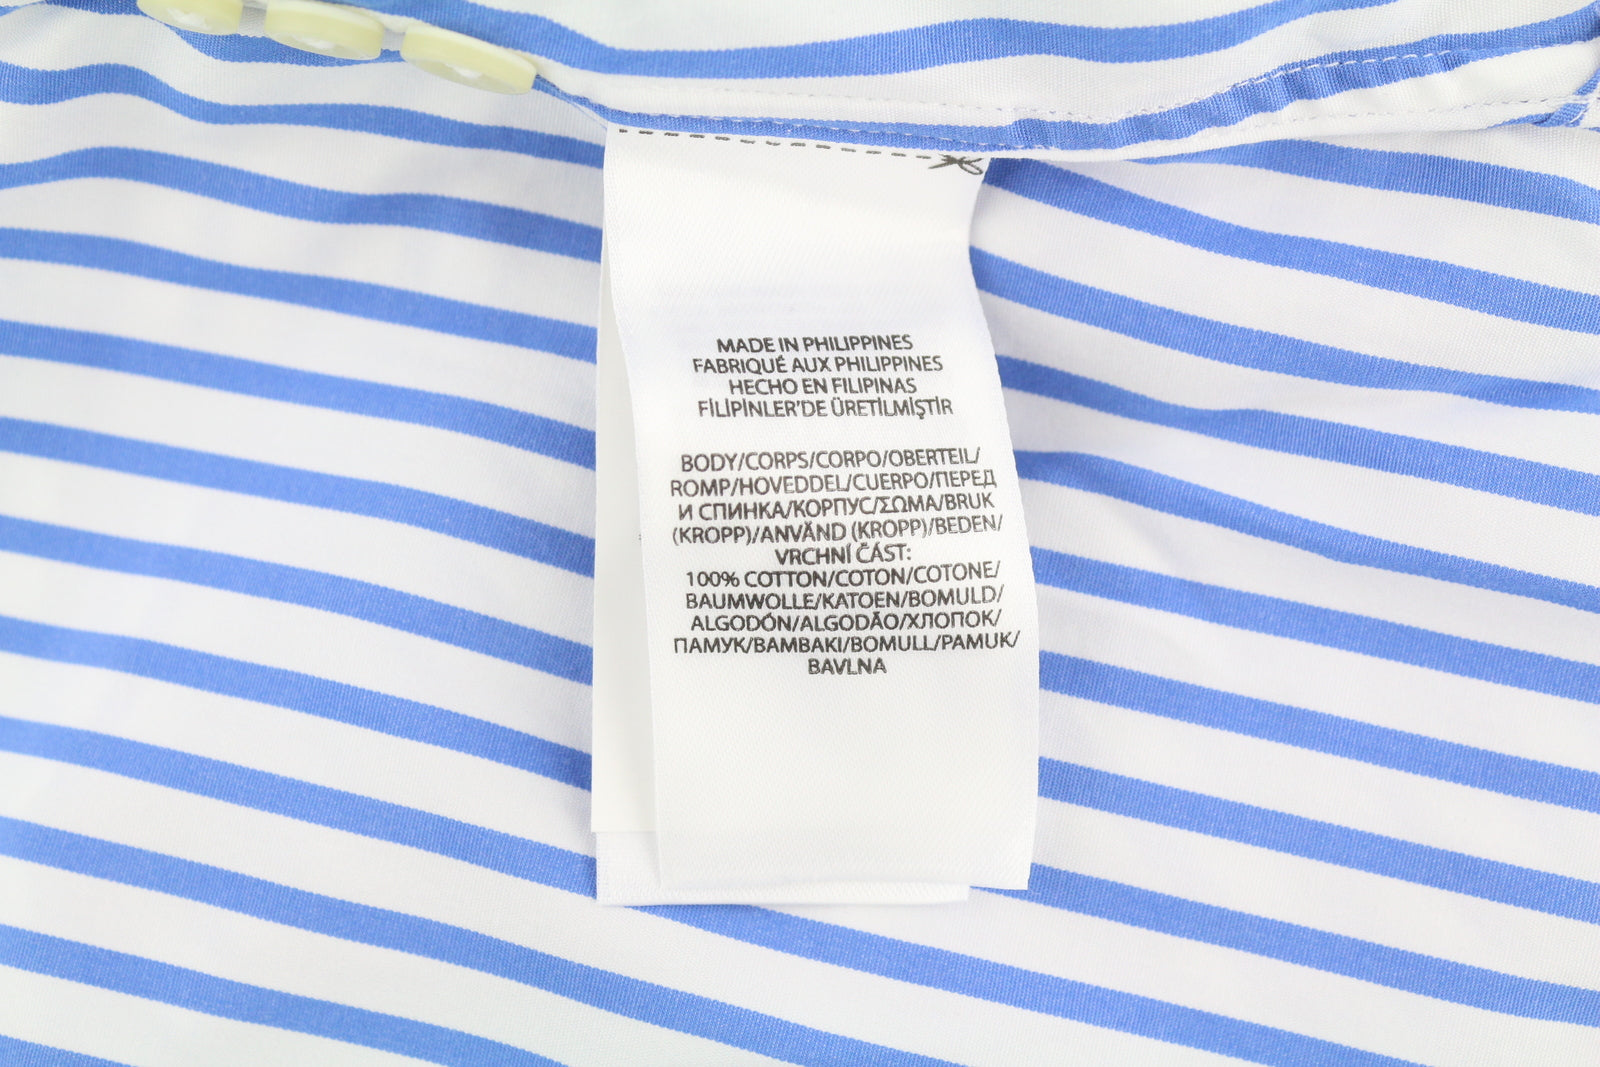 MADE IN PHILIPPINES
FABRIQUÉ AUX PHILIPPINES
HECHO EN FILIPINAS
FİLİPİNLER'DE ÜRETİLMİŞTİR
BODY/CORPS/CORPO/OBERTEIL/
ROMP/HOVEDDEL/CUERPO/ПЕРЕД
И СПИНКА/КОРПУС/ΣΩΜΑ/BRUK
(KROPP)/ANVÄND (KROPP)/BEDEN/
VRCHNÍ ČÁST:
100% COTTON/COTON/COTONE/
BAUMWOLLE/KATOEN/BOMULD/
ALGODÓN/ALGODÃO/ХЛОПОК/
ПАМУК/BAMBAKI/BOMULL/PAMUK/
BAVLNA